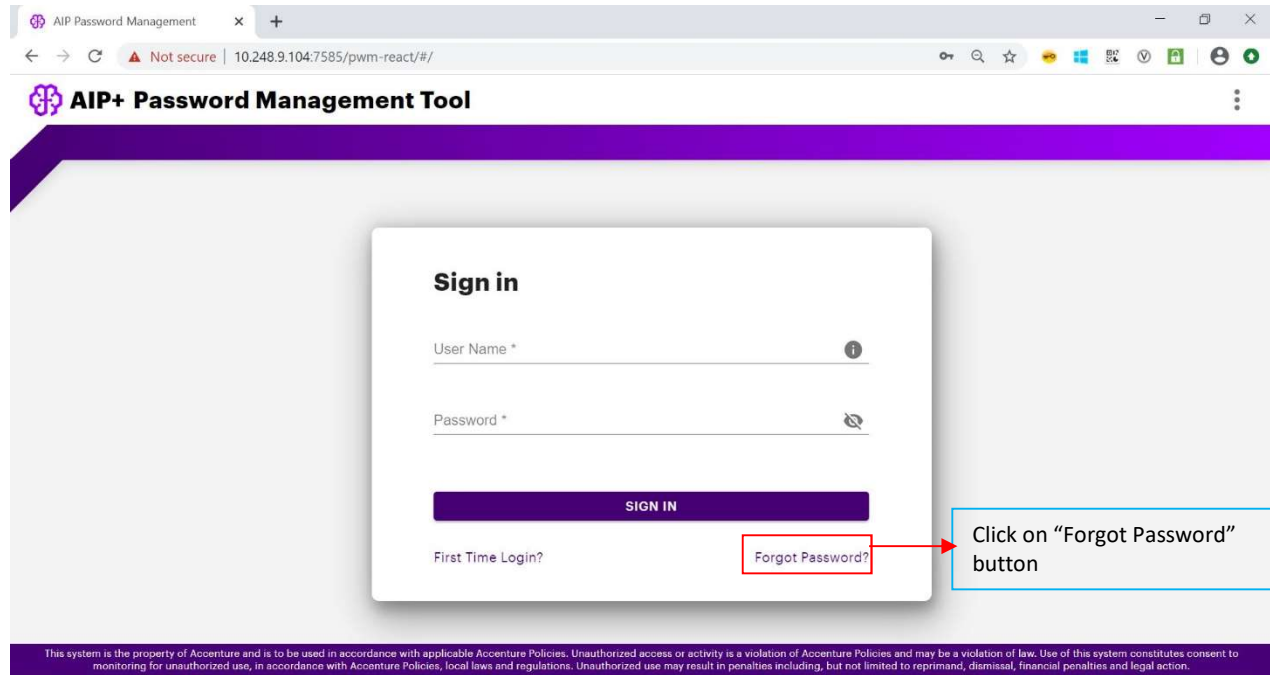 AIP Password Management
Not secure | 10.248.9.104:7585/pwm-react/#/
AIP+ Password Management Tool
Sign in
User Name *
Password *
SIGN IN
First Time Login?
Forgot Password?
Click on “Forgot Password”
button
This system is the property of Accenture and is to be used in accordance with applicable Accenture Policies. Unauthorized access or activity is a violation of Accenture Policies and may be a violation of law. Use of this system constitutes consent to
monitoring for unauthorized use, in accordance with Accenture Policies, local laws and regulations. Unauthorized use may result in penalties including, but not limited to reprimand, dismissal, financial penalties and legal action.